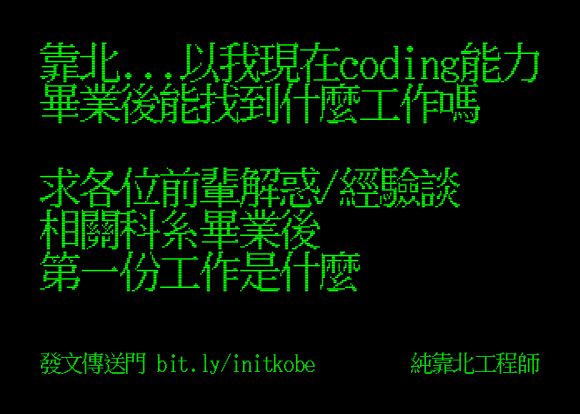 靠北...以我現在coding能力
畢業後能找到什麼工作嗎
求各位前輩解惑/經驗談
相關科系畢業後
第一份工作是什麼
發文傳送門 bit.ly/initkobe
純靠北工程師